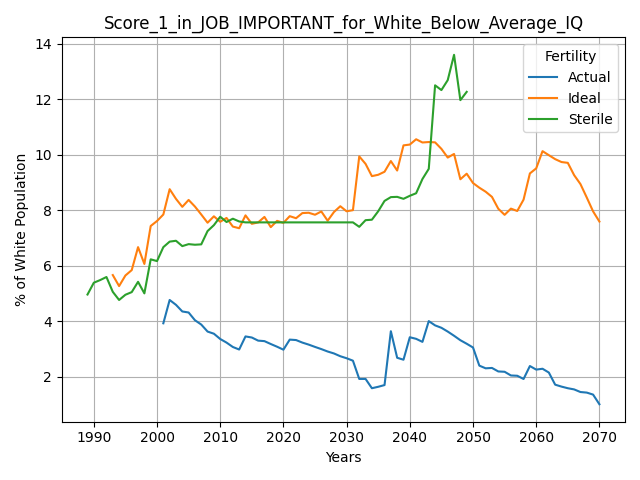 Score_1_in_JOB_IMPORTANT_for_White_Below_Average_IQ
% of White Population
14
12
10
8
6
4
2
Fertility
Actual
Ideal
Sterile
1990 2000 2010 2020 2030 2040 2050 2060 2070
Years